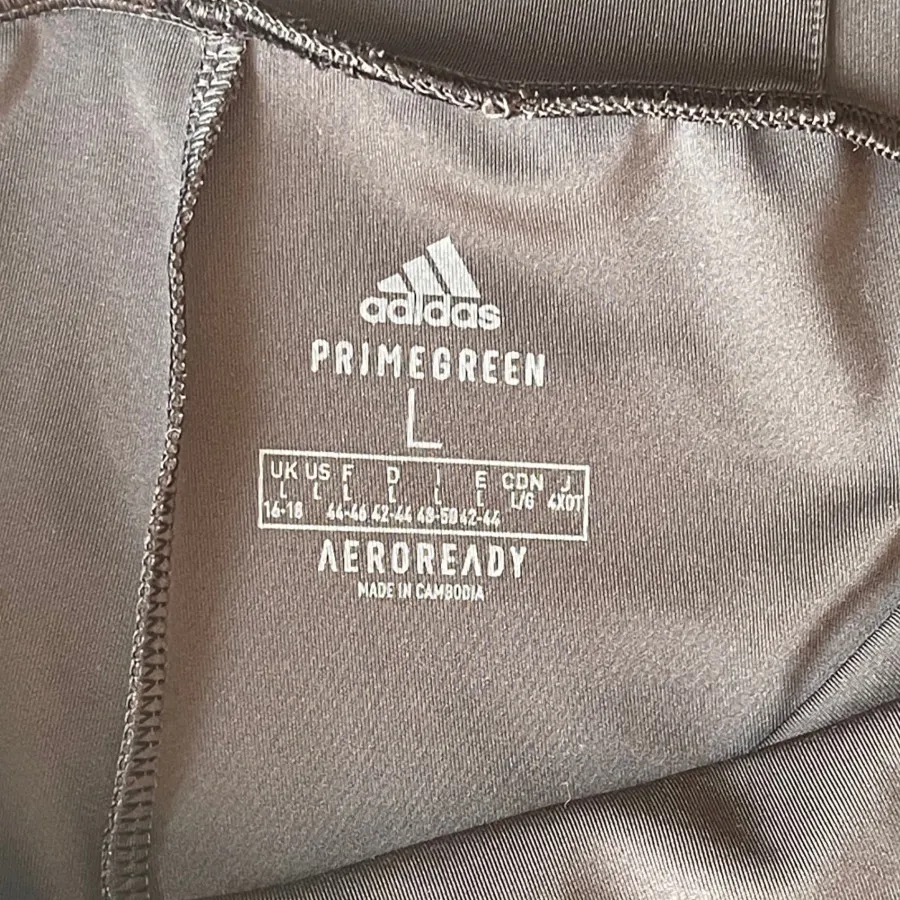 adidas
PRIMEGREEN
L
UK US F D I E CDN J
L L L L L L L/G 4XOT
16-18 44-46 42-44 48-50 42-44
AEROREADY
MADE IN CAMBODIA